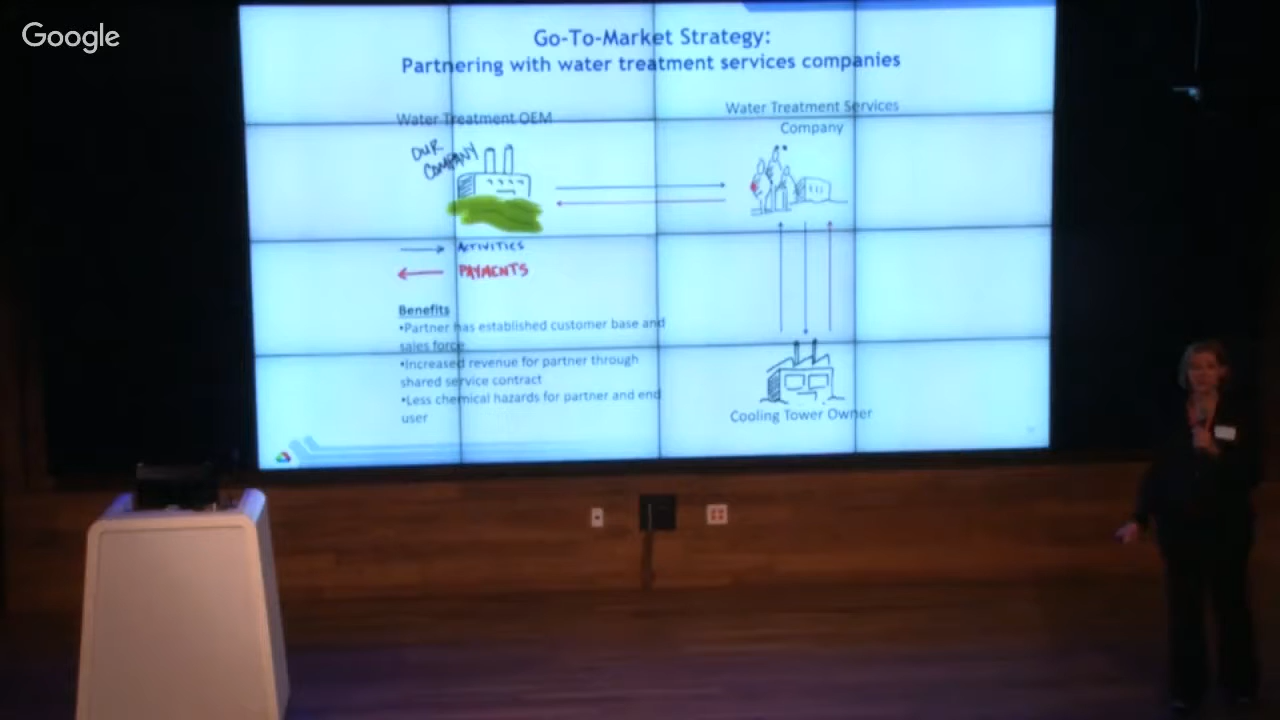 Google
Go-To-Market Strategy:
Partnering with water treatment services companies
Water Treatment OEM
Water Treatment Services
Company
OUR
COMPANY
ACTIVITIES
PAYMENTS
Benefits
•Partner has established customer base and
sales force
•Increased revenue for partner through
shared service contract
•Less chemical hazards for partner and end
user
Cooling Tower Owner